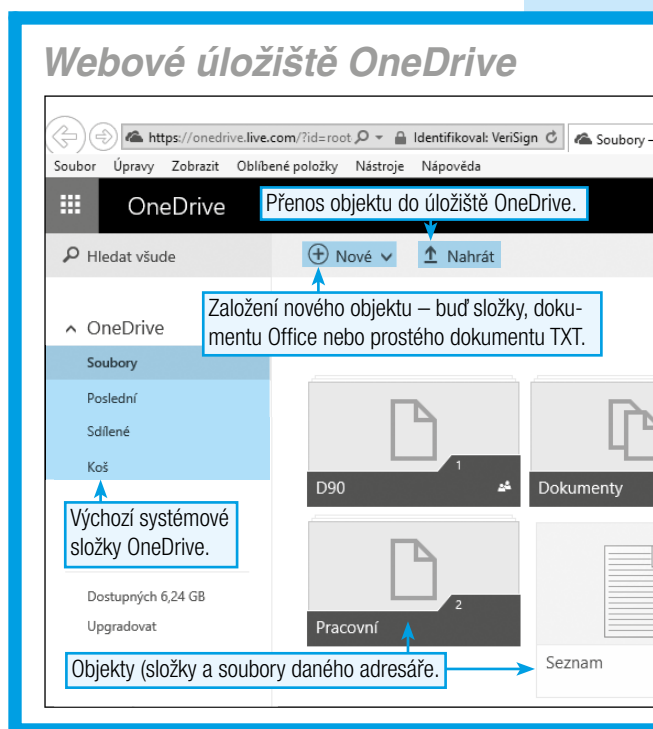 Webové úložiště OneDrive
https://onedrive.live.com/?id=root
Identifikoval: VeriSign
Soubory –
Soubor Úpravy Zobrazit Oblíbené položky Nástroje Nápověda
OneDrive
Přenos objektu do úložiště OneDrive.
Hledat všude
Nové
Nahrát
Založení nového objektu – buď složky, doku-
mentu Office nebo prostého dokumentu TXT.
OneDrive
Soubory
Poslední
Sdílené
Koš
Výchozí systémové
složky OneDrive.
Dostupných 6,24 GB
Upgradovat
1
D90
Dokumenty
2
Pracovní
Seznam
Objekty (složky a soubory daného adresáře.